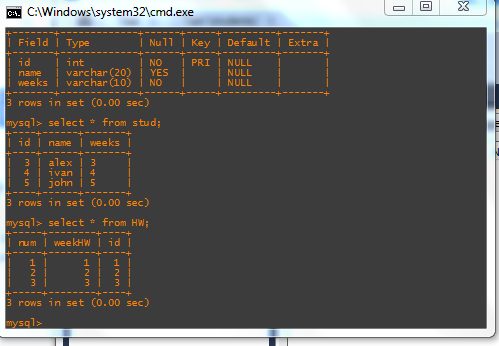 C:\Windows\system32\cmd.exe
+-------+-------------+------+-----+---------+-------+
| Field | Type        | Null | Key | Default | Extra |
+-------+-------------+------+-----+---------+-------+
| id    | int         | NO   | PRI | NULL    |       |
| name  | varchar(20) | YES  |     | NULL    |       |
| weeks | varchar(10) | NO   |     | NULL    |       |
+-------+-------------+------+-----+---------+-------+
3 rows in set (0.00 sec)
mysql> select * from stud;
+----+------+-------+
| id | name | weeks |
+----+------+-------+
|  3 | alex | 3     |
|  4 | ivan | 4     |
|  5 | john | 5     |
+----+------+-------+
3 rows in set (0.00 sec)
mysql> select * from HW;
+-----+--------+----+
| num | weekHW | id |
+-----+--------+----+
|   1 |      1 |  1 |
|   2 |      2 |  2 |
|   3 |      3 |  3 |
+-----+--------+----+
3 rows in set (0.00 sec)
mysql>